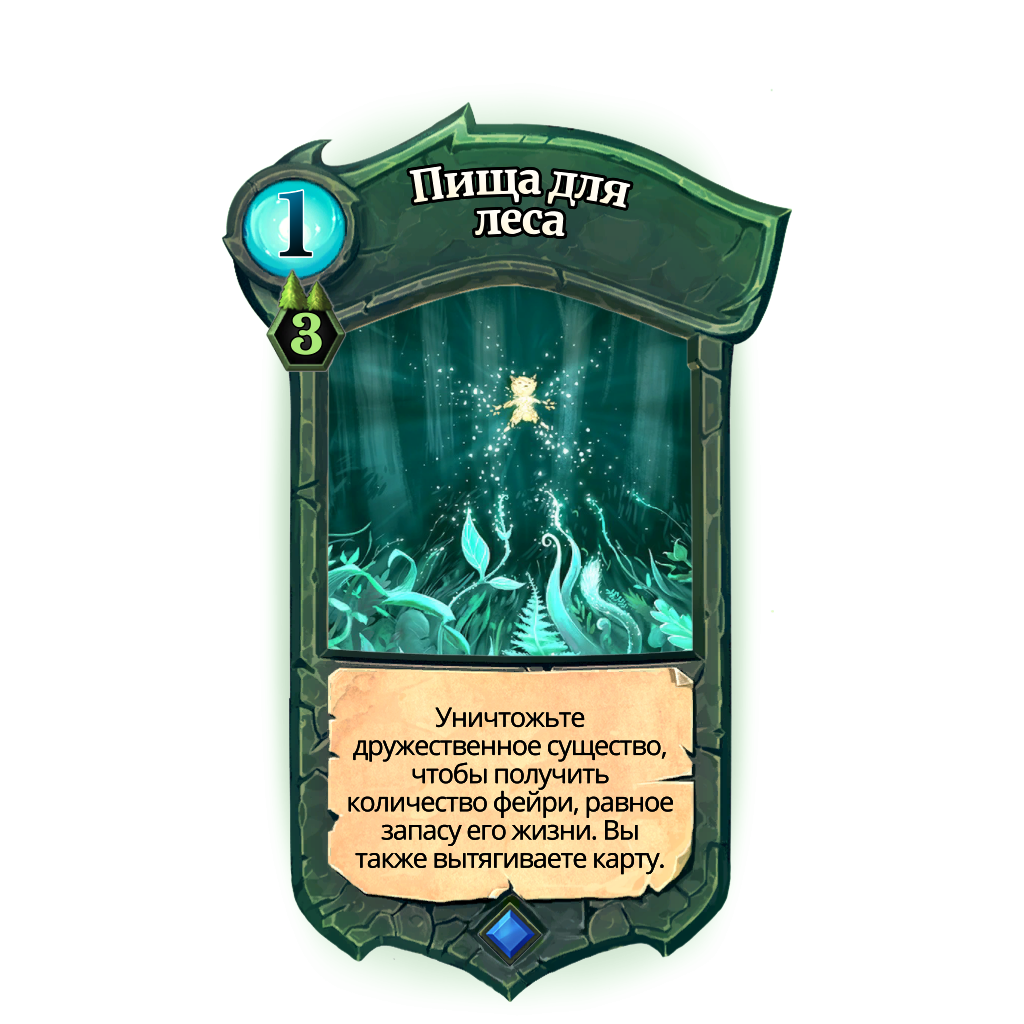 Пища для
леса
1
3
Уничтожьте
дружественное существо,
чтобы получить
количество фейри, равное
запасу его жизни. Вы
также вытягиваете карту.